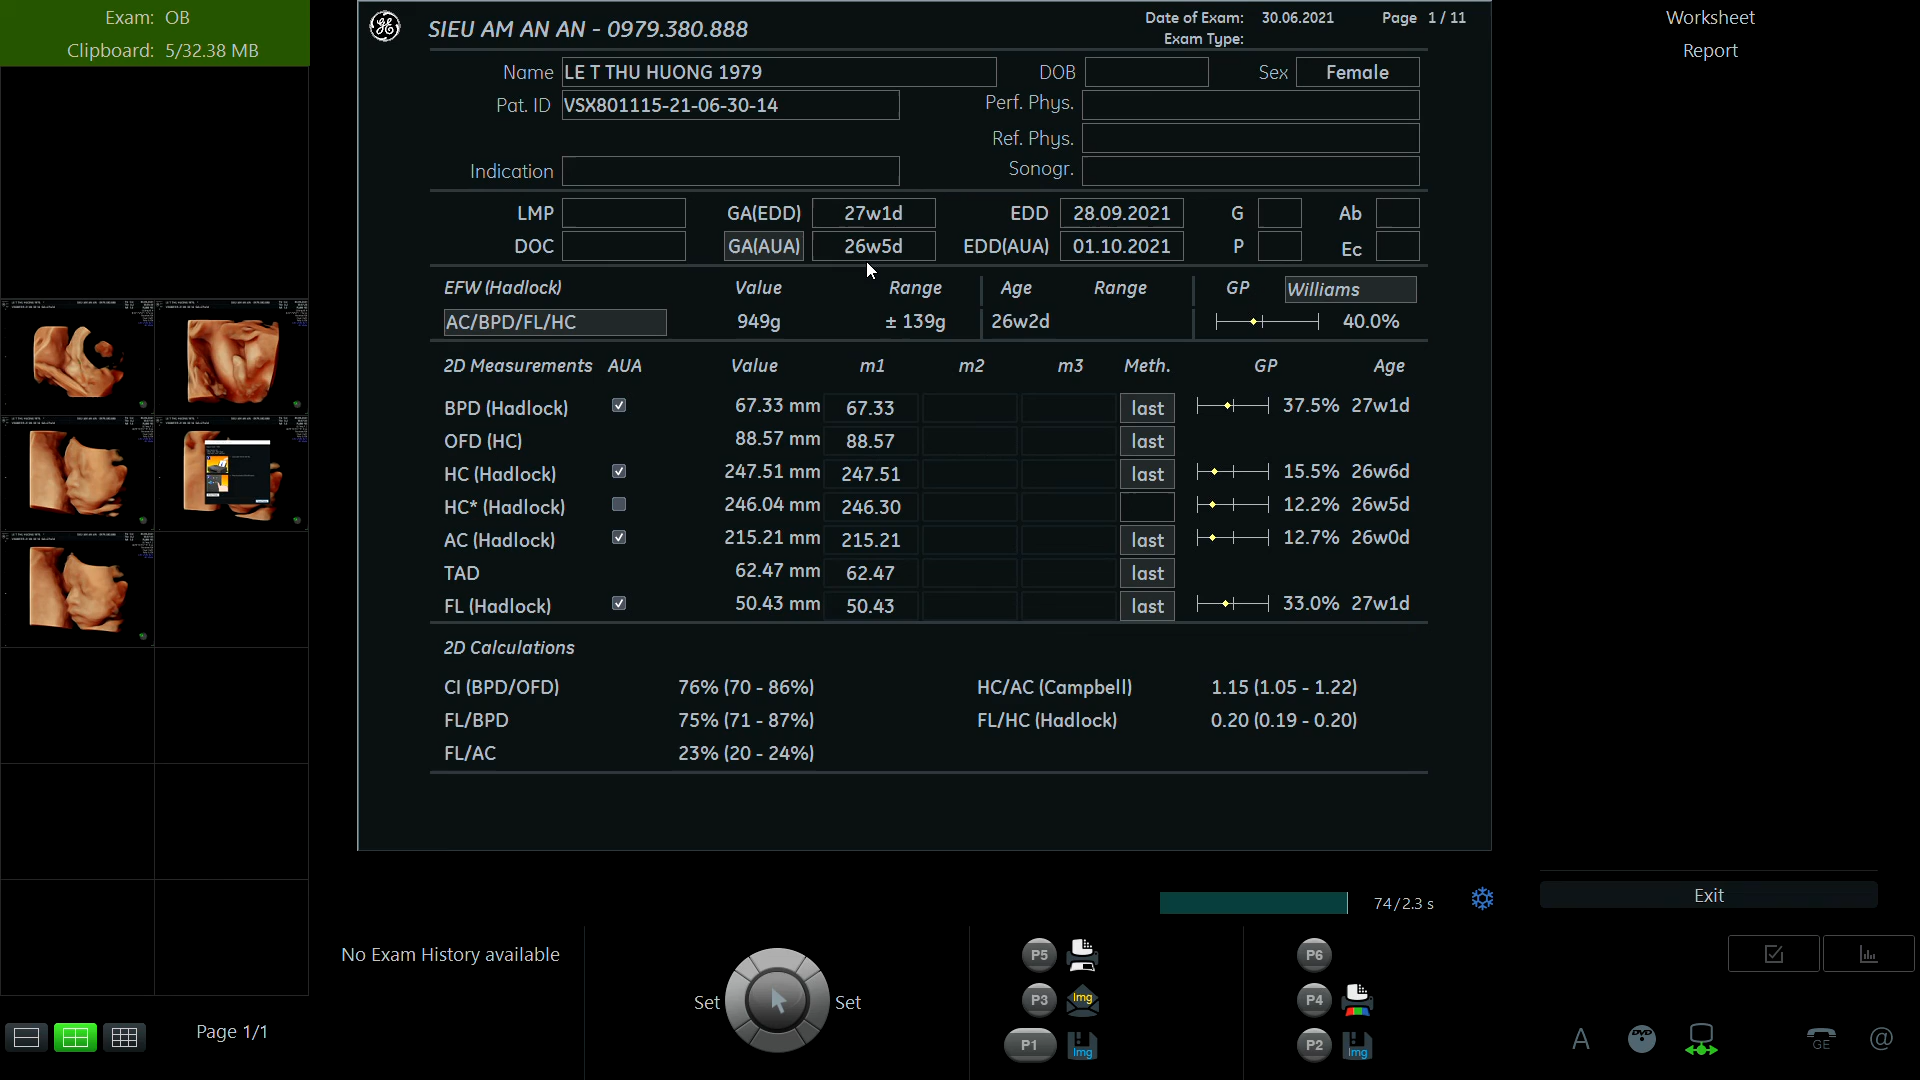 Exam: OB
Clipboard: 5/32.38 MB
SIEU AM AN AN - 0979.380.888
Date of Exam: 30.06.2021 Page 1 / 11
Exam Type:
Worksheet
Report
Name LE T THU HUONG 1979 DOB Sex Female
Pat. ID VSX801115-21-06-30-14 Perf. Phys.
Ref. Phys.
Indication Sonogr.
LMP GA(EDD) 27w1d EDD 28.09.2021 G Ab
DOC GA(AUA) 26w5d EDD(AUA) 01.10.2021 P Ec
EFW (Hadlock) Value Range Age Range GP Williams
AC/BPD/FL/HC 949g ± 139g 26w2d 40.0%
2D Measurements AUA Value m1 m2 m3 Meth. GP Age
BPD (Hadlock) 67.33 mm 67.33 last 37.5% 27w1d
OFD (HC) 88.57 mm 88.57 last
HC (Hadlock) 247.51 mm 247.51 last 15.5% 26w6d
HC* (Hadlock) 246.04 mm 246.30 12.2% 26w5d
AC (Hadlock) 215.21 mm 215.21 last 12.7% 26w0d
TAD 62.47 mm 62.47 last
FL (Hadlock) 50.43 mm 50.43 last 33.0% 27w1d
2D Calculations
CI (BPD/OFD) 76% (70 - 86%) HC/AC (Campbell) 1.15 (1.05 - 1.22)
FL/BPD 75% (71 - 87%) FL/HC (Hadlock) 0.20 (0.19 - 0.20)
FL/AC 23% (20 - 24%)
74/2.3 s
Exit
No Exam History available
Set Set
P5 P6
P3 Img P4
P1 Img P2 Img
Page 1/1
A DVD GE @